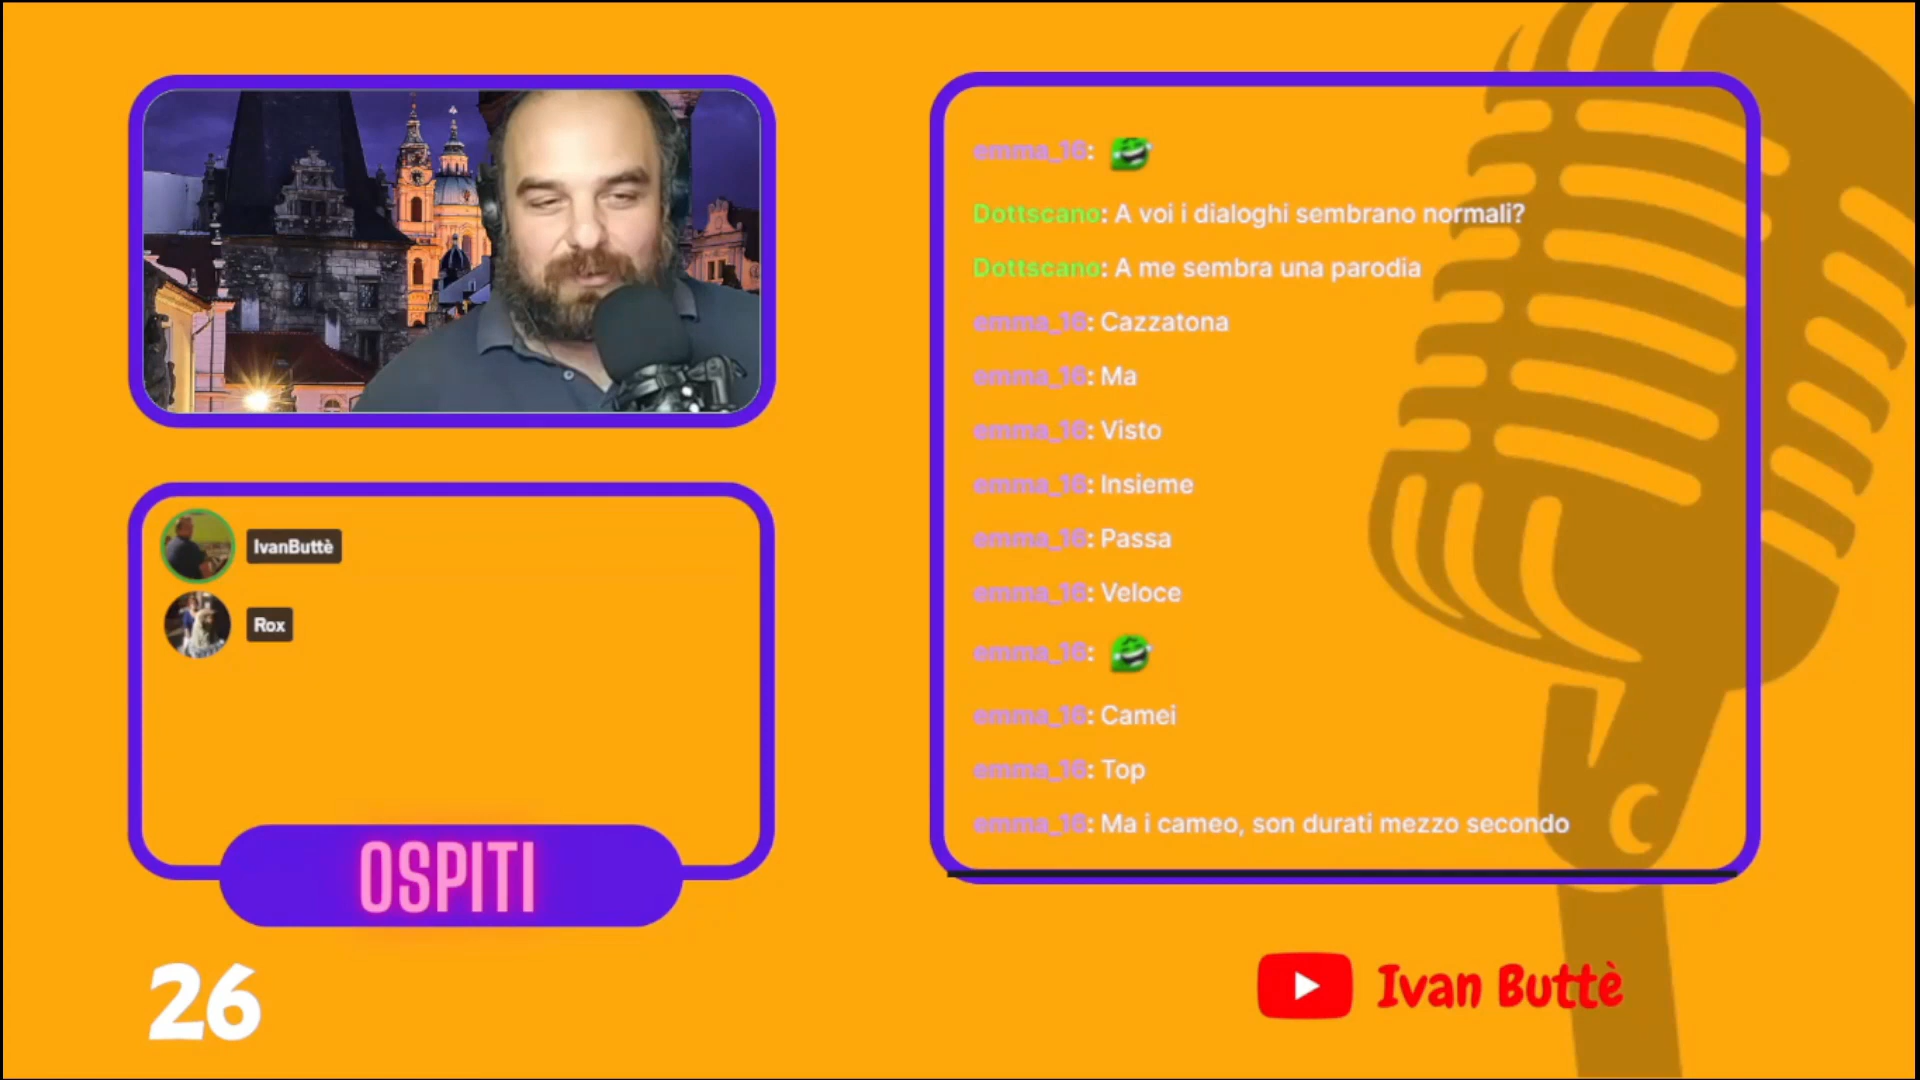 emma_16:
Dottscano: A voi i dialoghi sembrano normali?
Dottscano: A me sembra una parodia
emma_16: Cazzatona
emma_16: Ma
emma_16: Visto
emma_16: Insieme
emma_16: Passa
emma_16: Veloce
emma_16:
emma_16: Camei
emma_16: Top
emma_16: Ma i cameo, son durati mezzo secondo
IvanButtè
Rox
OSPITI
26
Ivan Buttè